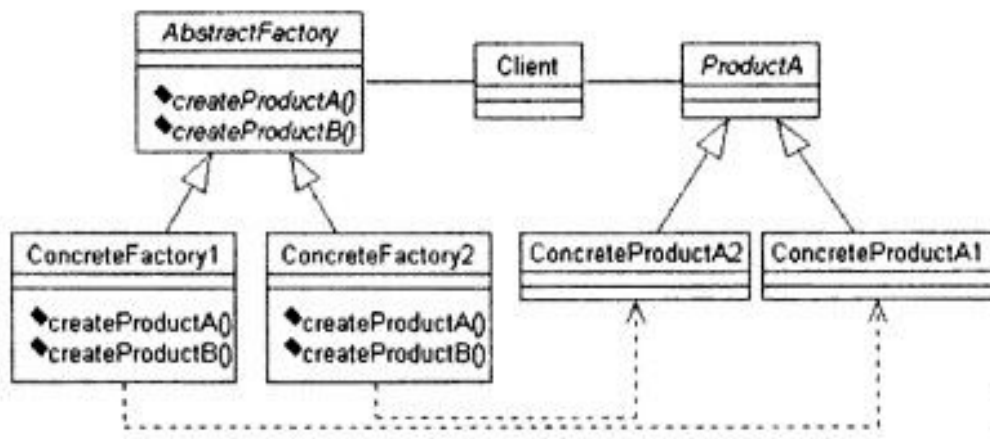 AbstractFactory
createProductA()
createProductB()
Client
ProductA
ConcreteFactory1
createProductA()
createProductB()
ConcreteFactory2
createProductA()
createProductB()
ConcreteProductA2
ConcreteProductA1